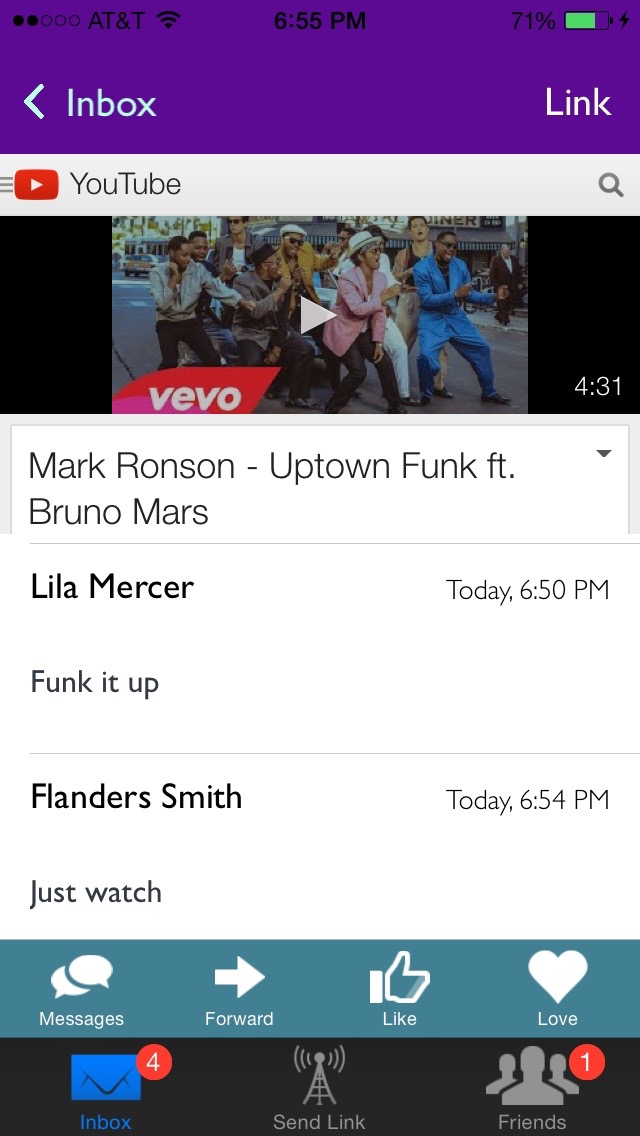 AT&T 6:55 PM 71%
Inbox Link
YouTube
DINER
vevo
4:31
Mark Ronson - Uptown Funk ft.
Bruno Mars
Lila Mercer Today, 6:50 PM
Funk it up
Flanders Smith Today, 6:54 PM
Just watch
Messages Forward Like Love
4 1
Inbox Send Link Friends